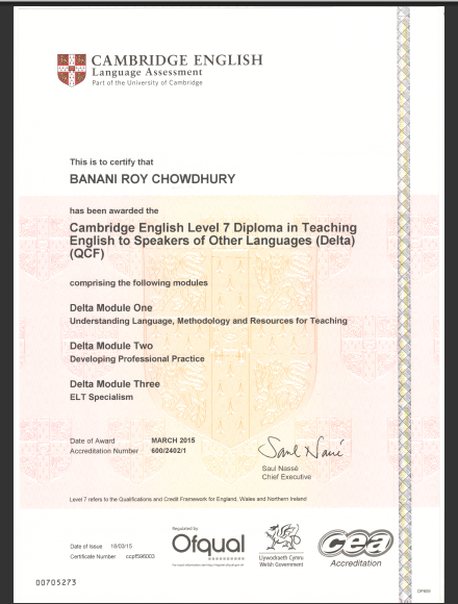 CAMBRIDGE ENGLISH
Language Assessment
Part of the University of Cambridge
This is to certify that
BANANI ROY CHOWDHURY
has been awarded the
Cambridge English Level 7 Diploma in Teaching
English to Speakers of Other Languages (Delta)
(QCF)
comprising the following modules
Delta Module One
Understanding Language, Methodology and Resources for Teaching
Delta Module Two
Developing Professional Practice
Delta Module Three
ELT Specialism
Date of Award MARCH 2015
Accreditation Number 600/2402/1
Saul Nassé
Saul Nassé
Chief Executive
Level 7 refers to the Qualifications and Credit Framework for England, Wales and Northern Ireland
Regulated by
Ofqual
Llywodraeth Cymru
Welsh Government
cea
Accreditation
Date of Issue 18/03/15
Certificate Number
00705273